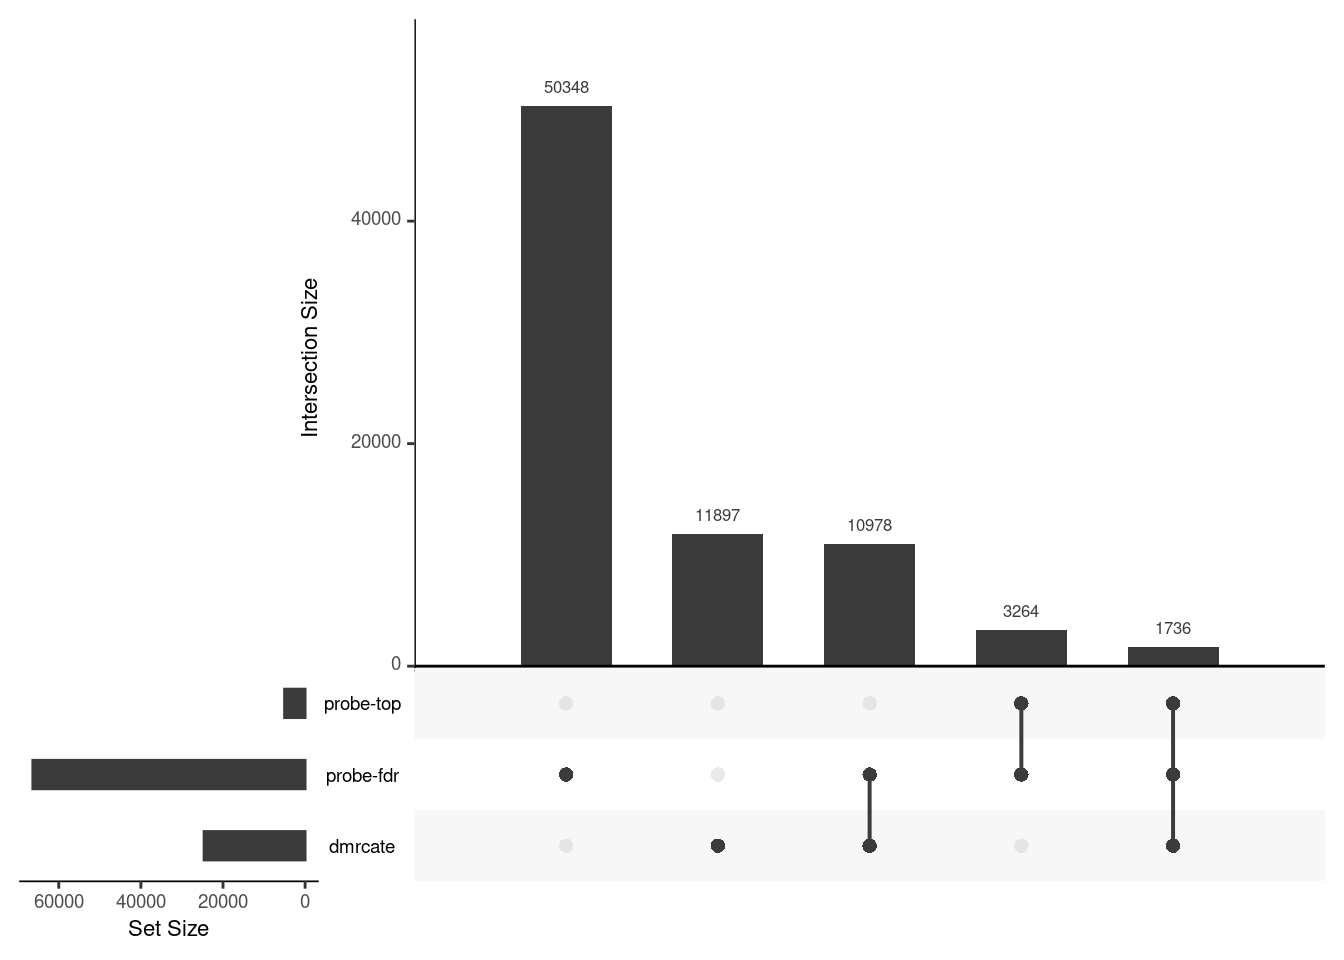 50348
40000
Intersection Size
20000
11897
10978
3264
1736
0
probe-top
probe-fdr
dmrcate
60000 40000 20000 0
Set Size